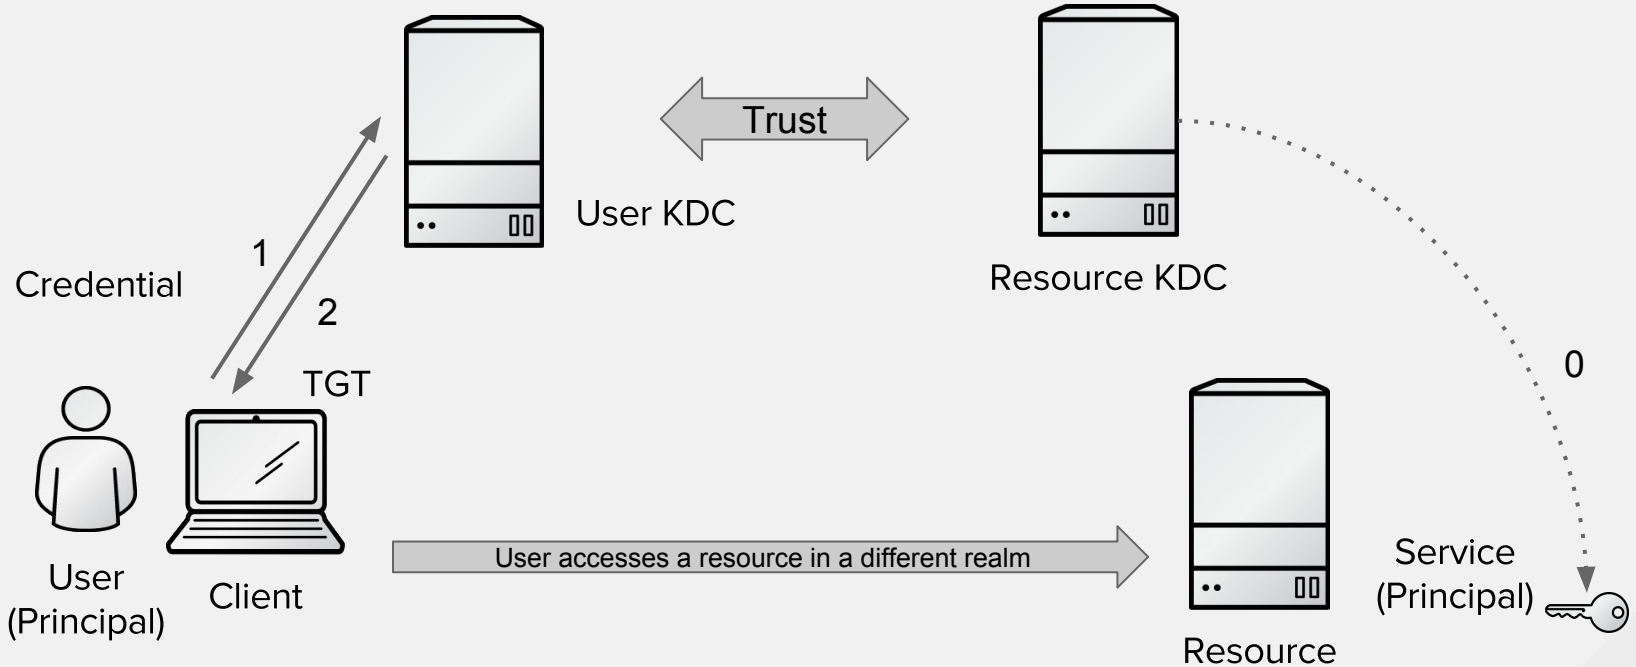 Trust
User KDC
Resource KDC
1
Credential
2
TGT
0
User accesses a resource in a different realm
User
(Principal)
Client
Service
(Principal)
Resource